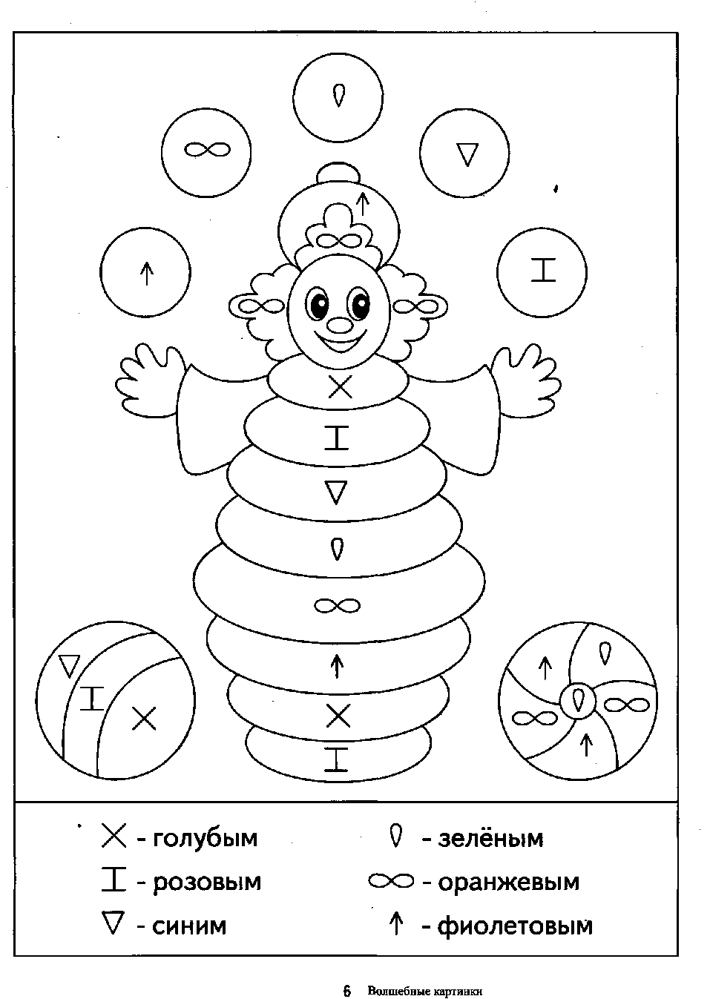 - голубым
- розовым
- синим
- зелёным
- оранжевым
- фиолетовым
6 Волшебные картинки